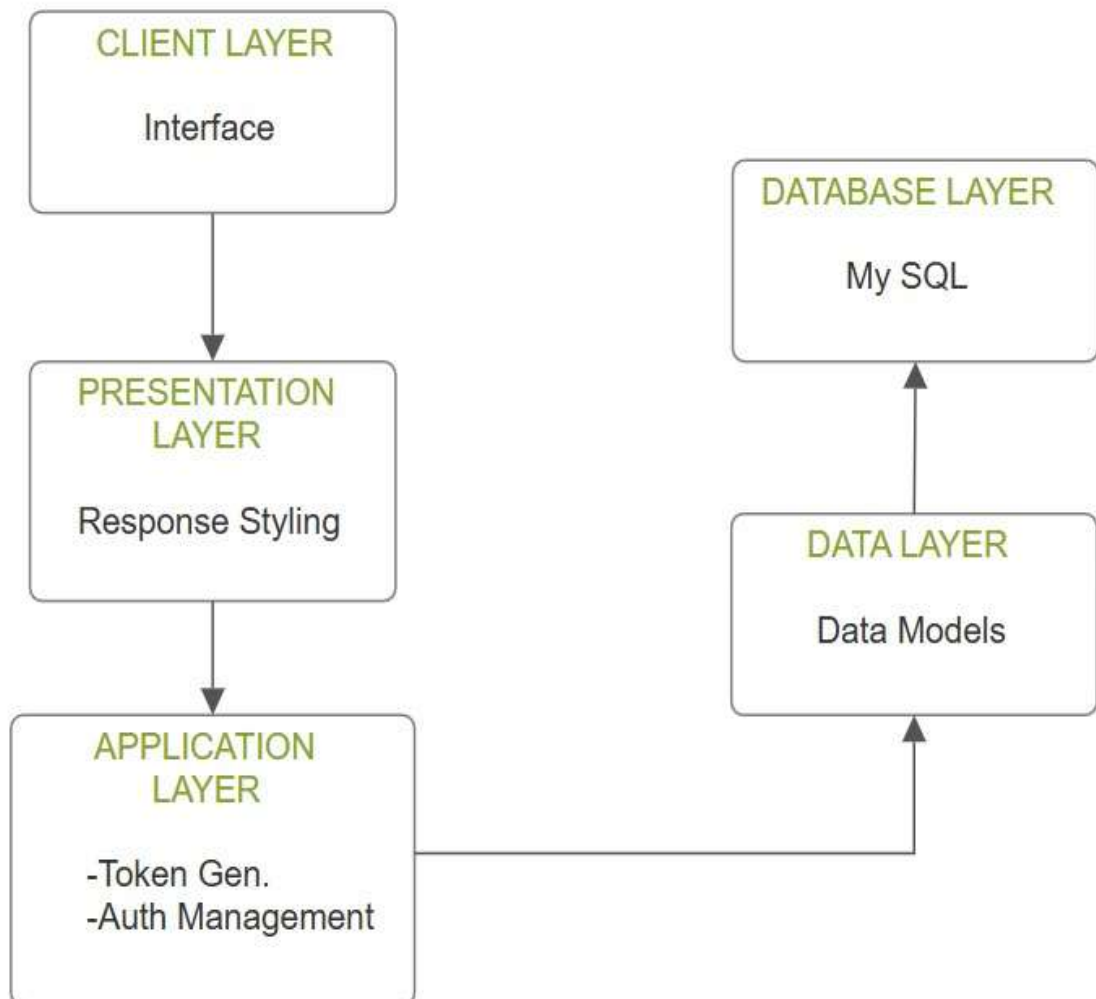 CLIENT LAYER
Interface
PRESENTATION
LAYER
Response Styling
APPLICATION
LAYER
-Token Gen.
-Auth Management
DATABASE LAYER
My SQL
DATA LAYER
Data Models